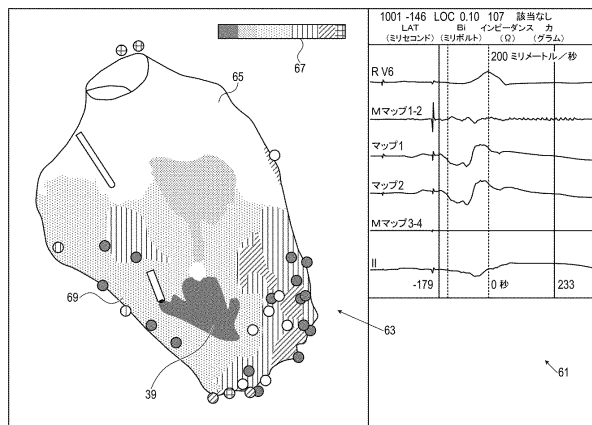 1001 -146 LOC 0.10 107 該当なし
LAT Bi インピーダンス 力
(ミリセコンド) (ミリボルト) (Ω) (グラム)
200 ミリメートル/秒
R V6
Mマップ1-2
マップ1
マップ2
Mマップ3-4
II
-179 0 秒 233
67
65
69
39
63
61